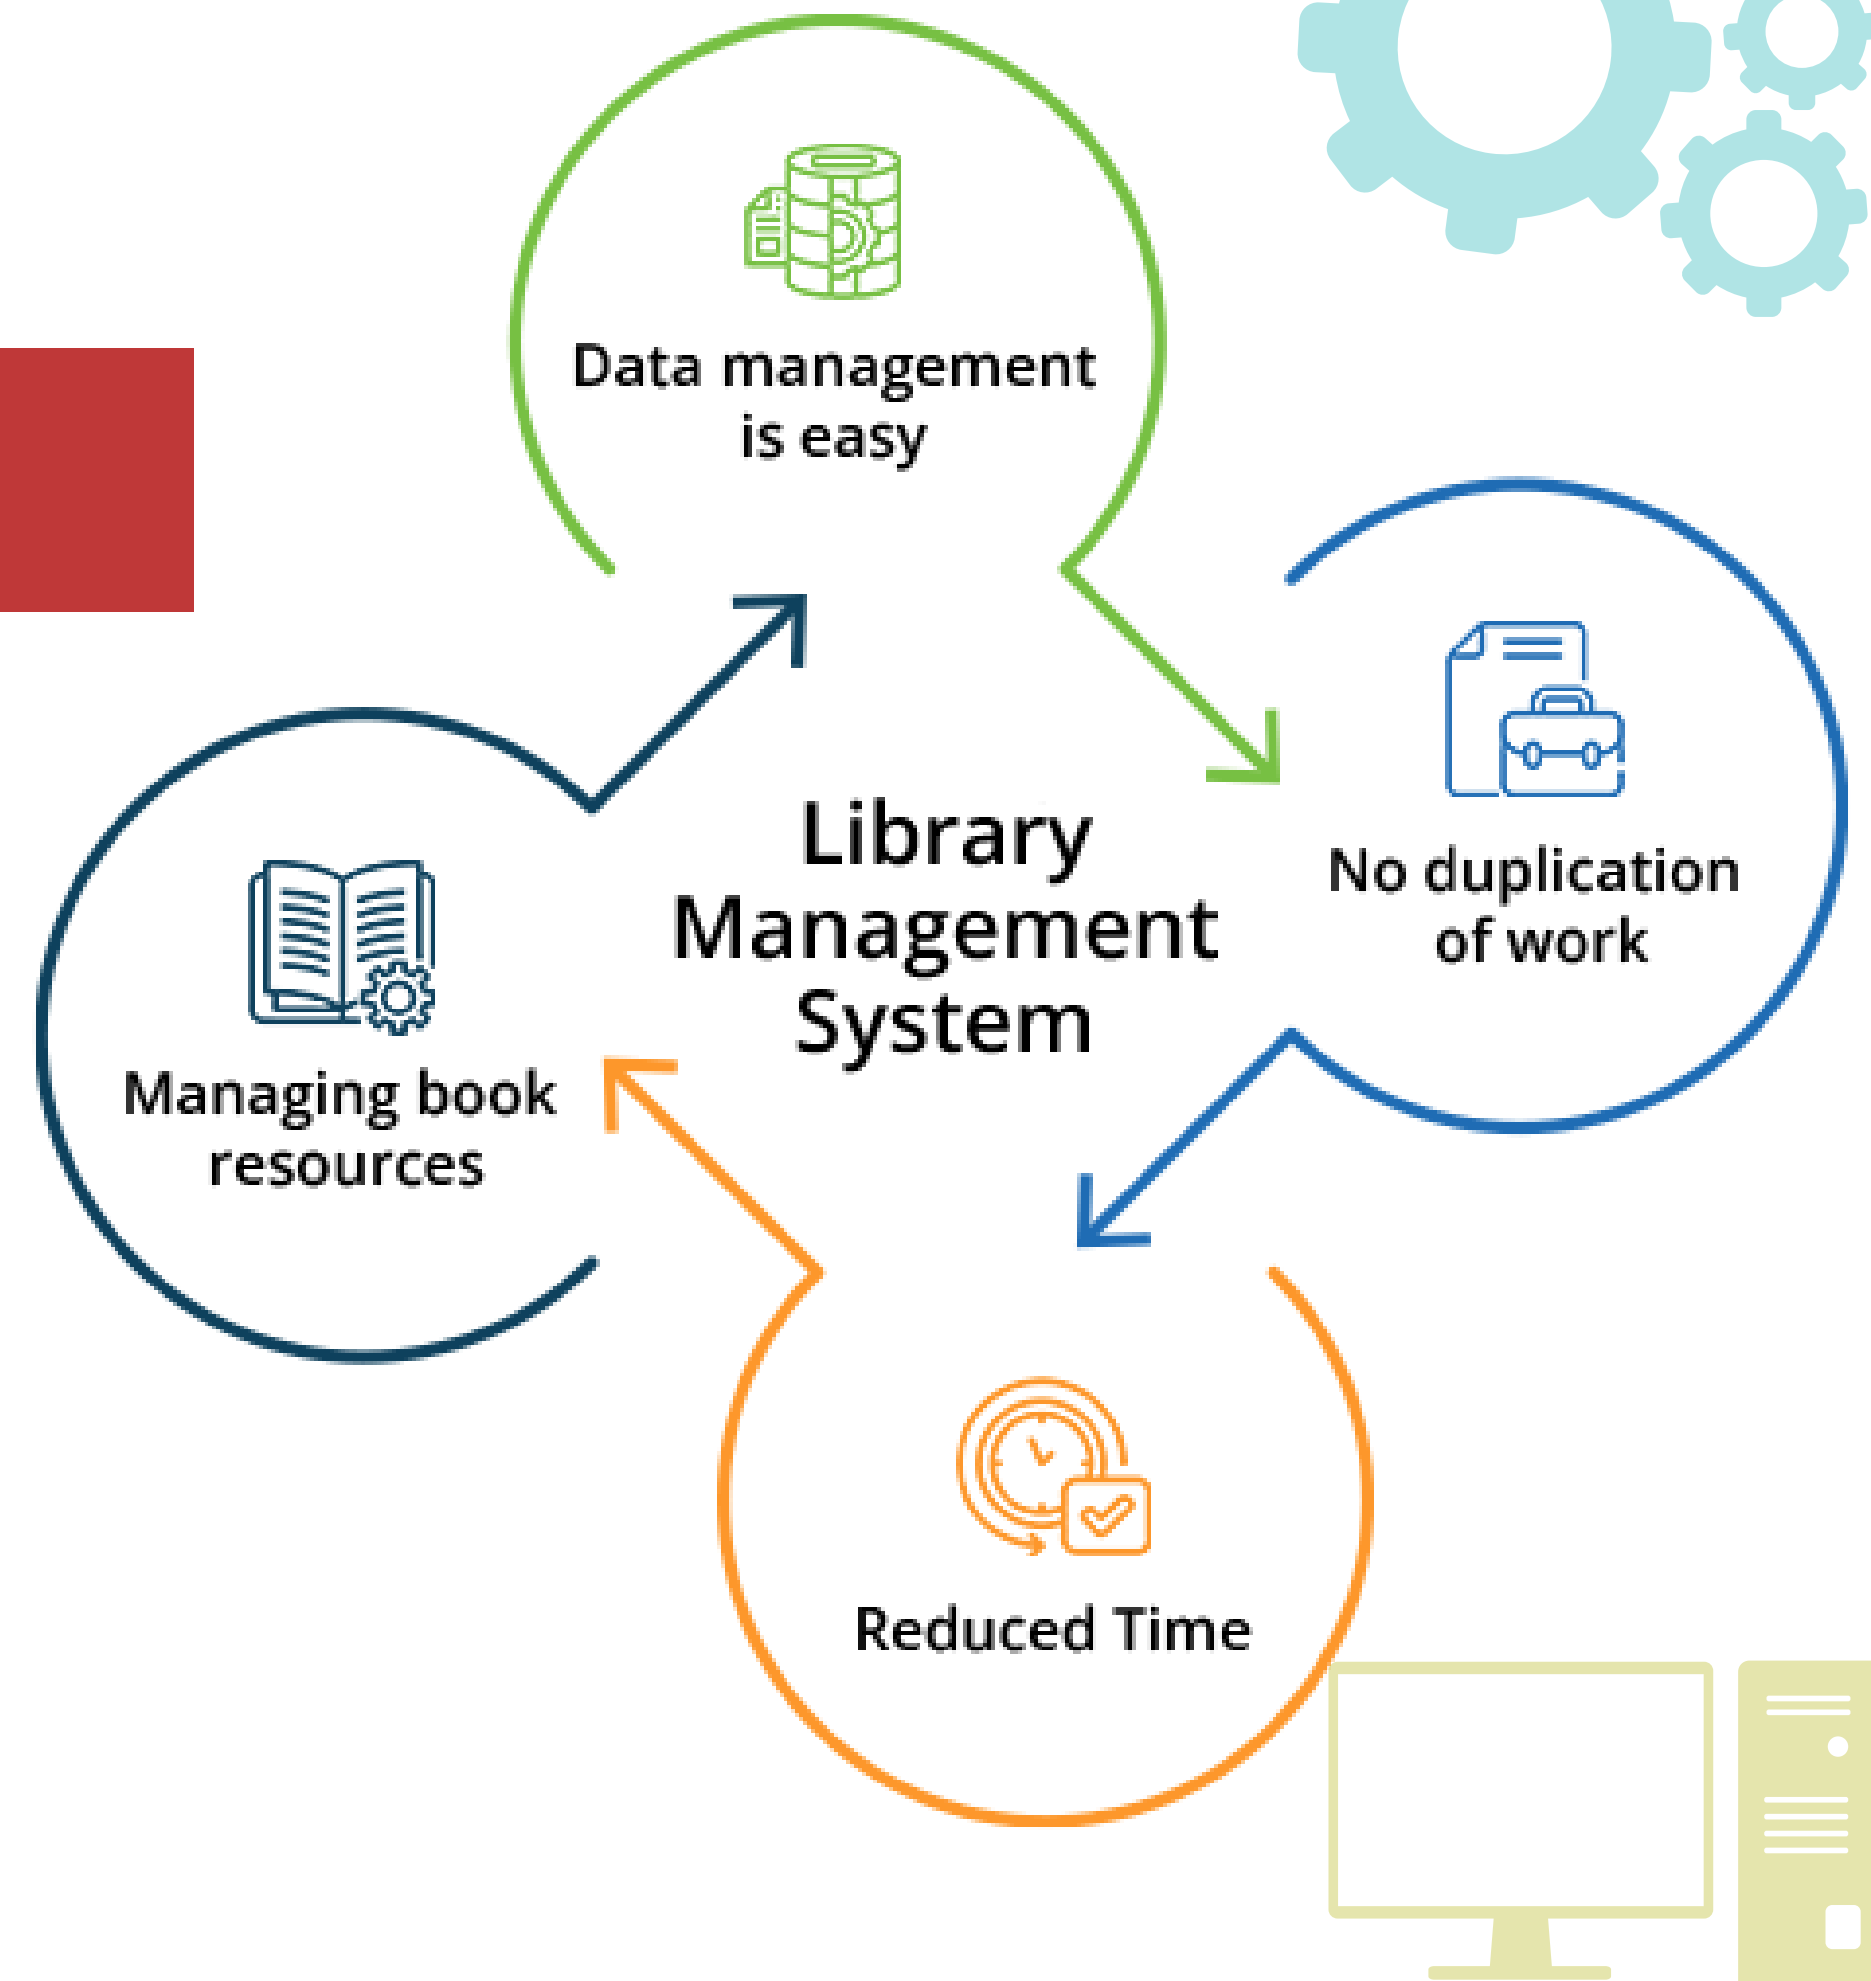 Data management
is easy
No duplication
of work
Library
Management
System
Managing book
resources
Reduced Time